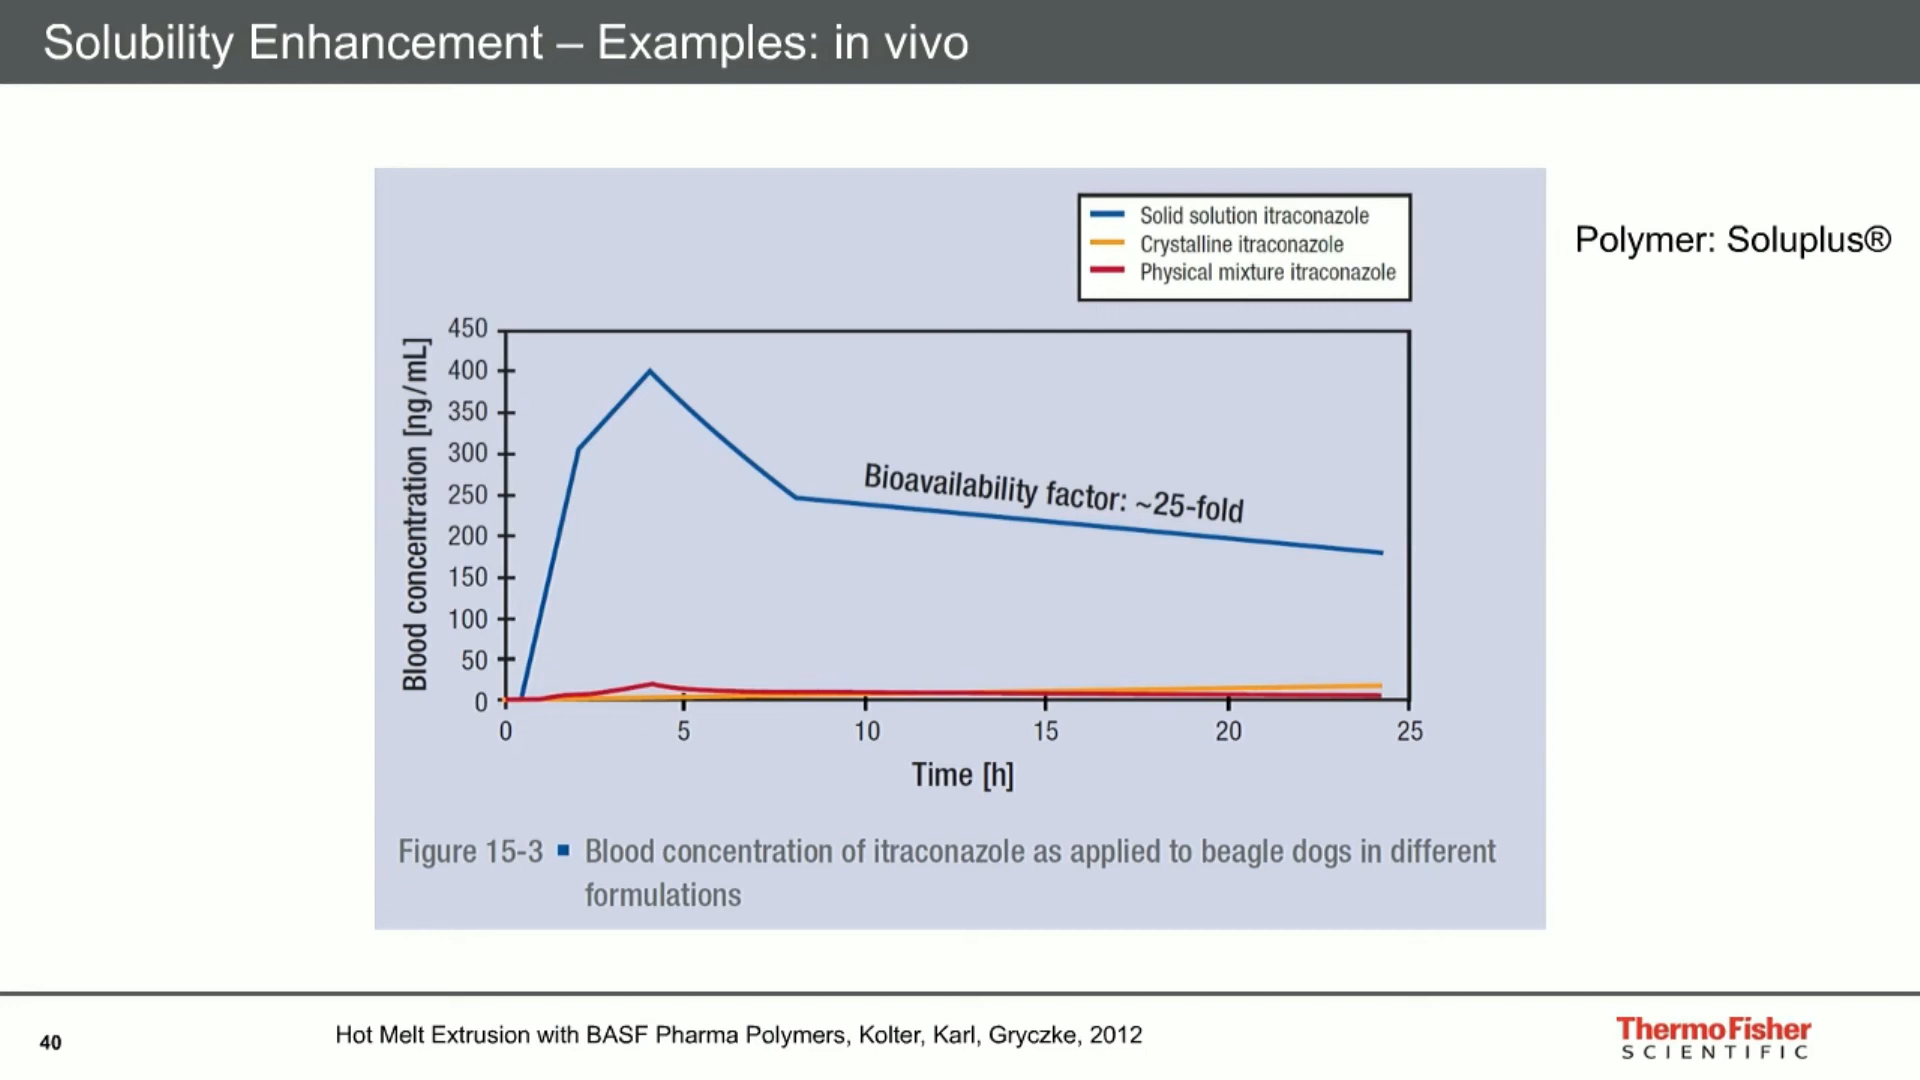 Solubility Enhancement – Examples: in vivo
Solid solution itraconazole
Crystalline itraconazole
Physical mixture itraconazole
Polymer: Soluplus®
Blood concentration [ng/mL]
450
400
350
300
250
200
150
100
50
0
Bioavailability factor: ~25-fold
0 5 10 15 20 25
Time [h]
Figure 15-3 ▪ Blood concentration of itraconazole as applied to beagle dogs in different
formulations
40
Hot Melt Extrusion with BASF Pharma Polymers, Kolter, Karl, Gryczke, 2012
ThermoFisher
SCIENTIFIC